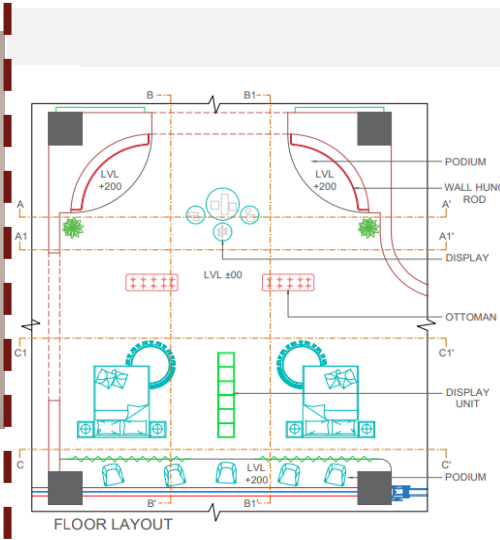 B B1
LVL
+200
LVL
+200
PODIUM
WALL HUNG
ROD
A A'
A1 A1'
DISPLAY
LVL ±00
OTTOMAN
C1 C1'
DISPLAY
UNIT
C C'
LVL
+200
PODIUM
B' B1'
FLOOR LAYOUT